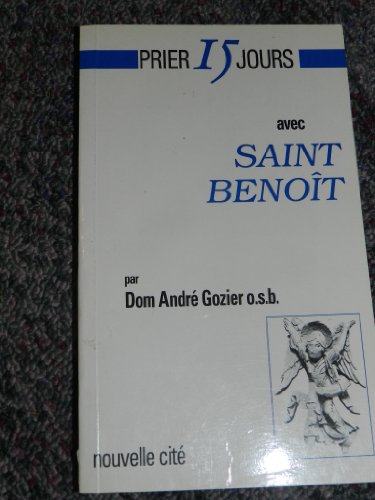 PRIER 15 JOURS
avec
SAINT
BENOÎT
par
Dom André Gozier o.s.b.
nouvelle cité